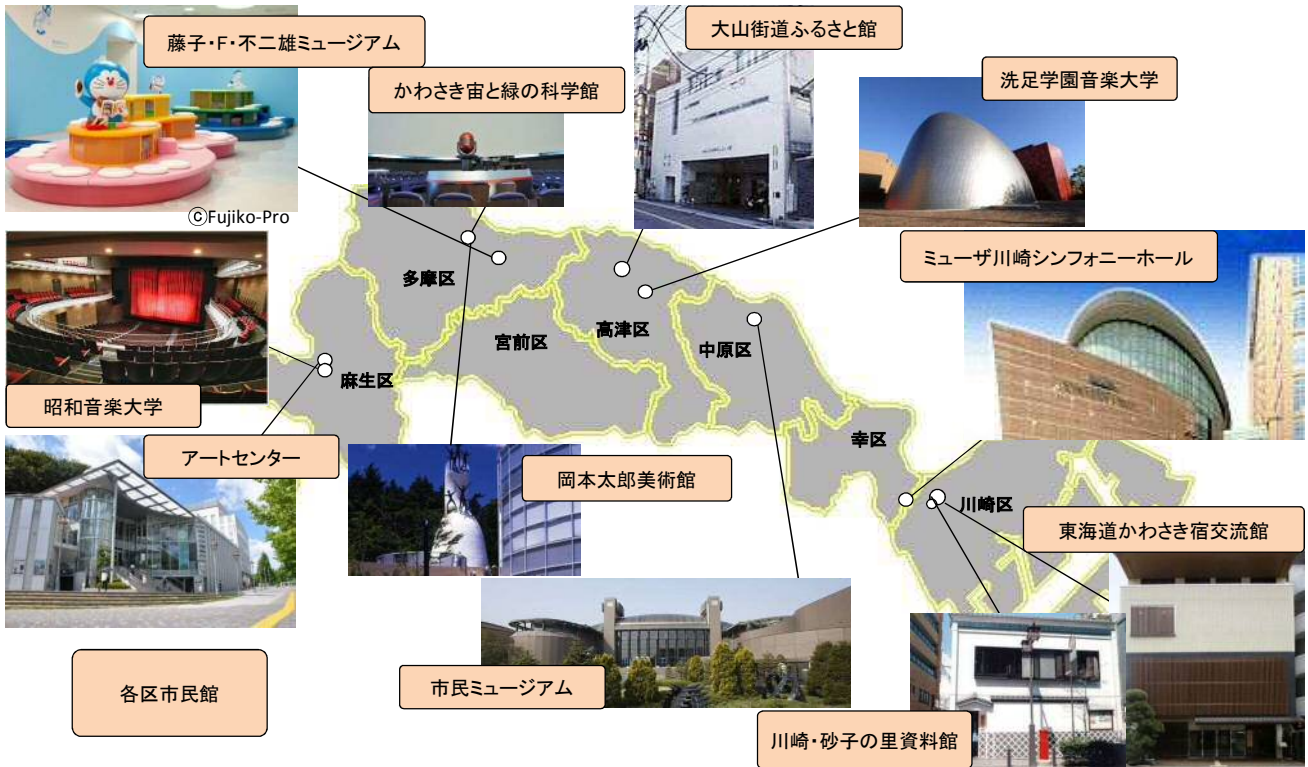 藤子・F・不二雄ミュージアム
大山街道ふるさと館
かわさき宙と緑の科学館
洗足学園音楽大学
ⒸFujiko-Pro
ミューザ川崎シンフォニーホール
多摩区
宮前区
高津区
中原区
麻生区
昭和音楽大学
幸区
アートセンター
岡本太郎美術館
川崎区
東海道かわさき宿交流館
各区市民館
市民ミュージアム
川崎・砂子の里資料館